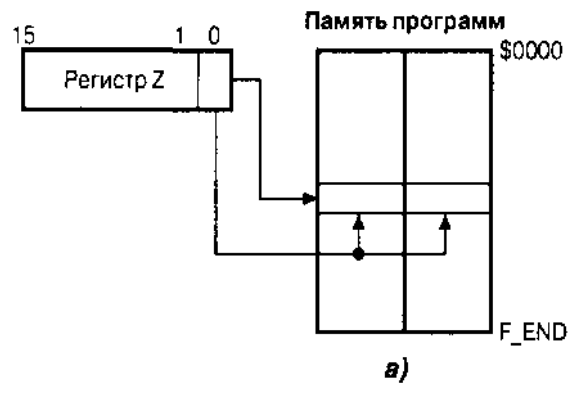 Память программ
15 1 0
$0000
Регистр Z
F_END
а)